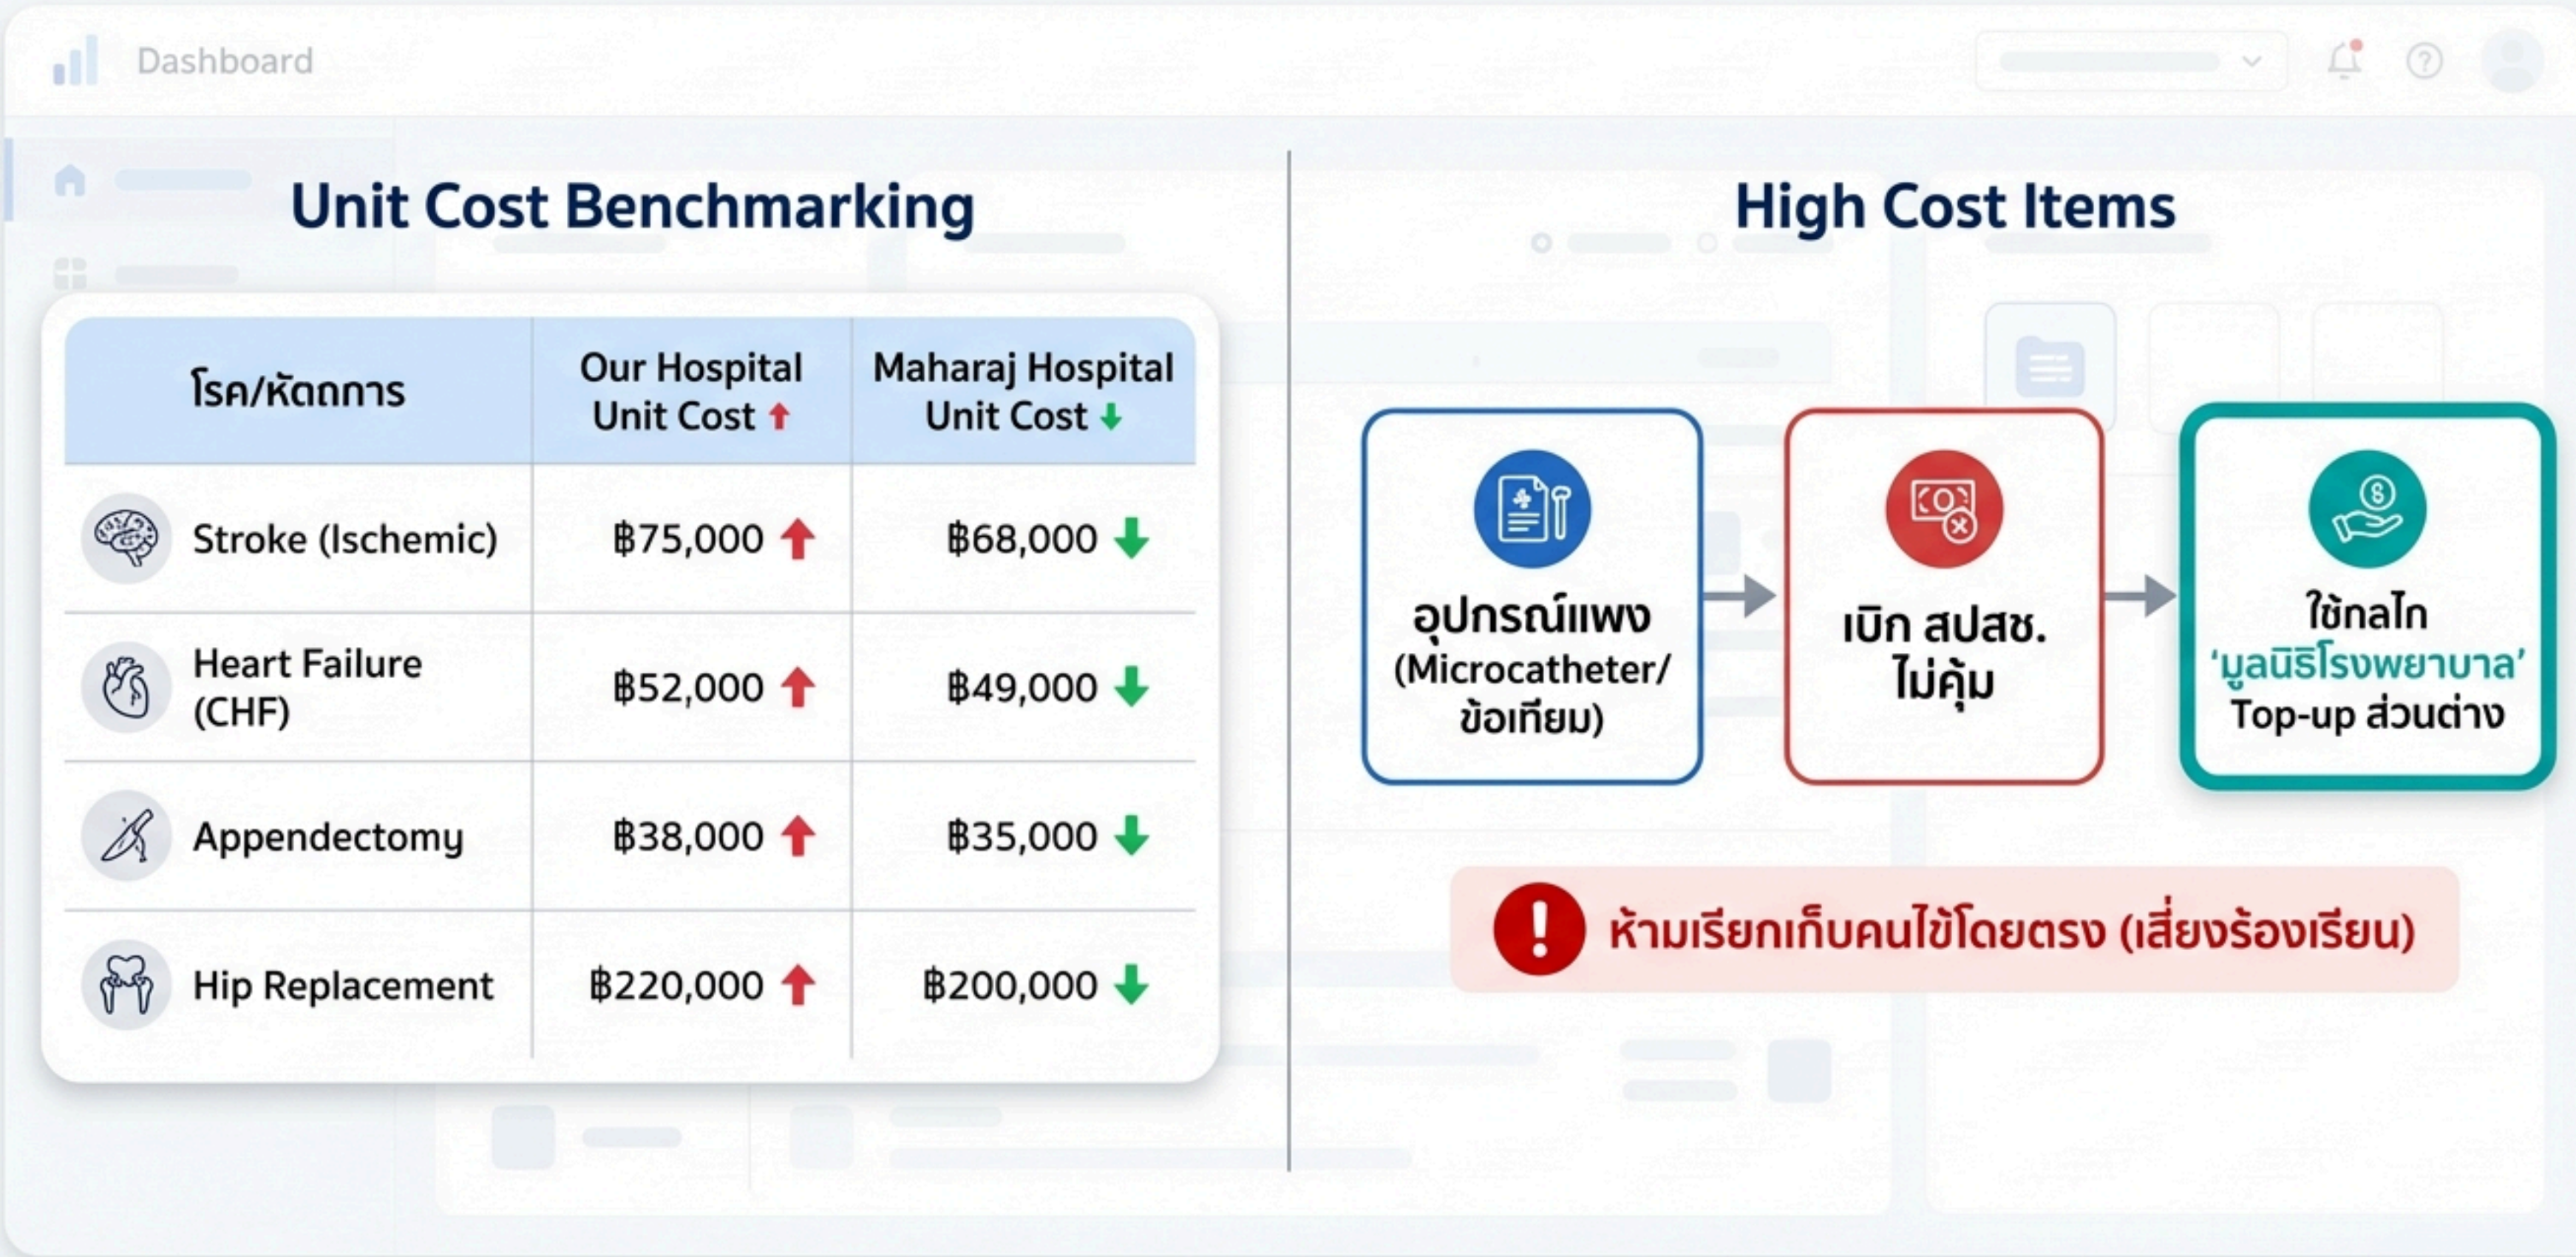 Dashboard
Unit Cost Benchmarking
โรค/หัตถการ
Our Hospital
Unit Cost
Maharaj Hospital
Unit Cost
Stroke (Ischemic)
฿75,000
฿68,000
Heart Failure
(CHF)
฿52,000
฿49,000
Appendectomy
฿38,000
฿35,000
Hip Replacement
฿220,000
฿200,000
High Cost Items
อุปกรณ์แพง
(Microcatheter/
ข้อเทียม)
เบิก สปสช.
ไม่คุ้ม
ใช้กลไก
‘มูลนิธิโรงพยาบาล’
Top-up ส่วนต่าง
ห้ามเรียกเก็บคนไข้โดยตรง (เสี่ยงร้องเรียน)